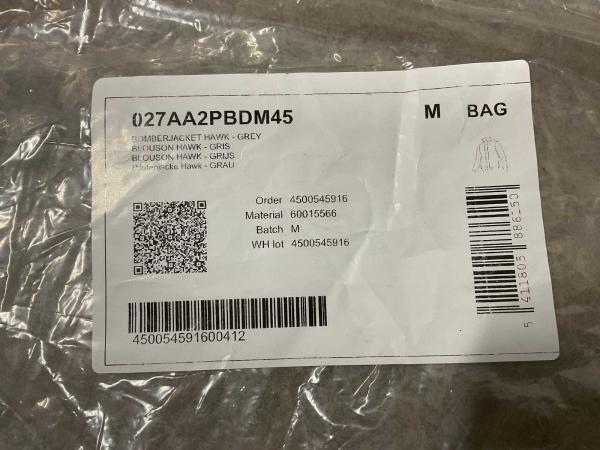 027AA2PBDM45 M BAG
BOMBERJACKET HAWK - GREY
BLOUSON HAWK - GRIS
BLOUSON HAWK - GRIJS
Pilotenjacke Hawk - GRAU
Order 4500545916
Material 60015566
Batch M
WH lot 4500545916
450054591600412
5 411805 886150